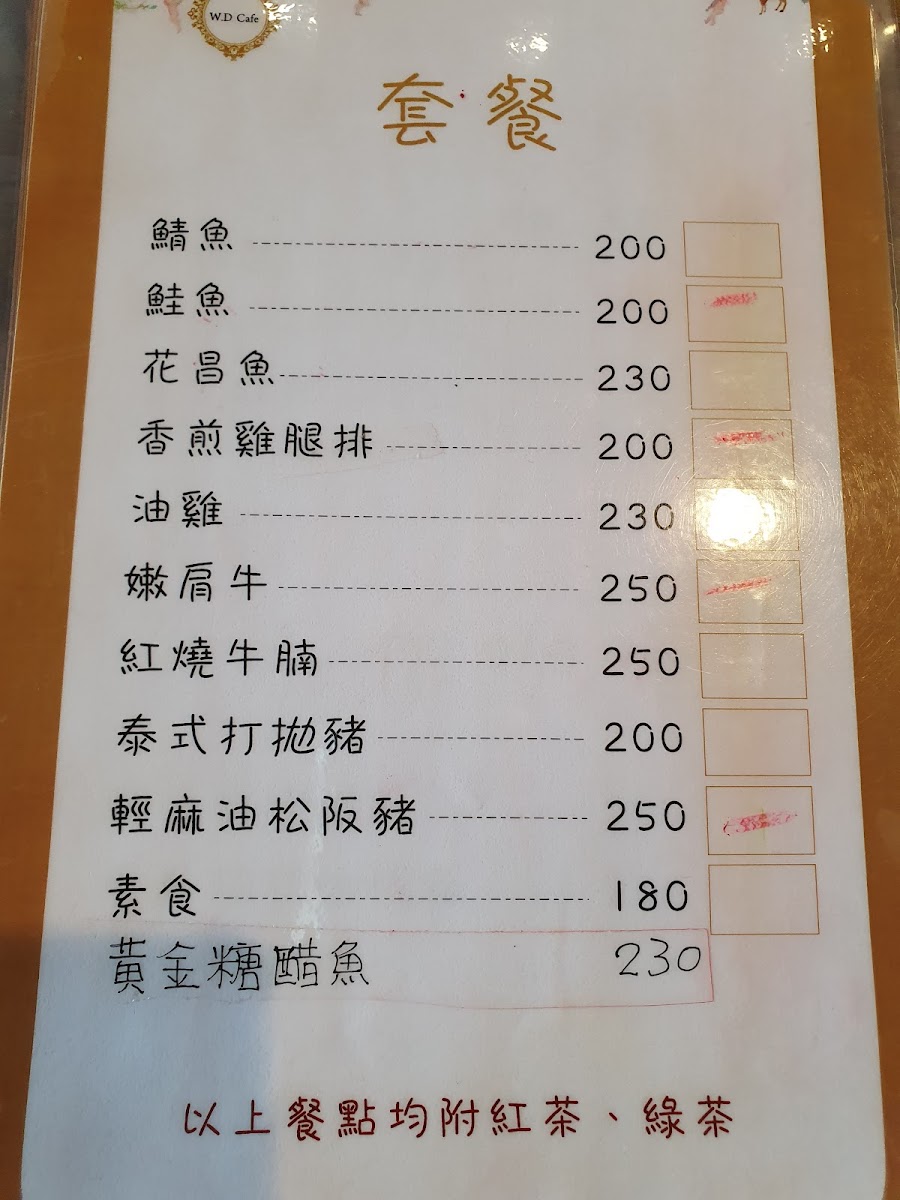 W.D Cafe
套餐
鯖魚 200
鮭魚 200
花昌魚 230
香煎雞腿排 200
油雞 230
嫩肩牛 250
紅燒牛腩 250
泰式打拋豬 200
輕麻油松阪豬 250
素食 180
黃金糖醋魚 230
以上餐點均附紅茶、綠茶